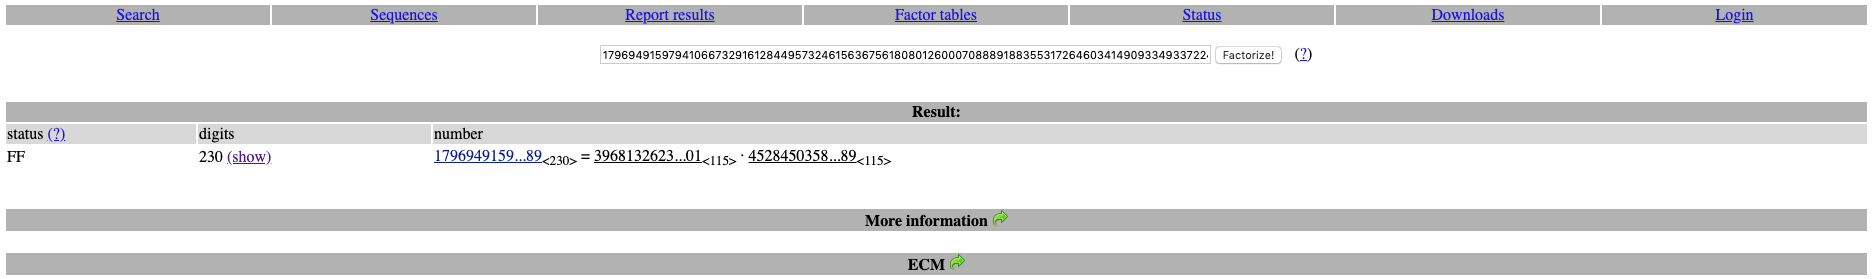 Search Sequences Report results Factor tables Status Downloads Login
17969491597941066732916128449573246156367561808012600070888918835531726460341490933493372 Factorize! (?)
Result:
status (?) digits number
FF 230 (show) 1796949159...89<230> = 3968132623...01<115> · 4528450358...89<115>
More information
ECM